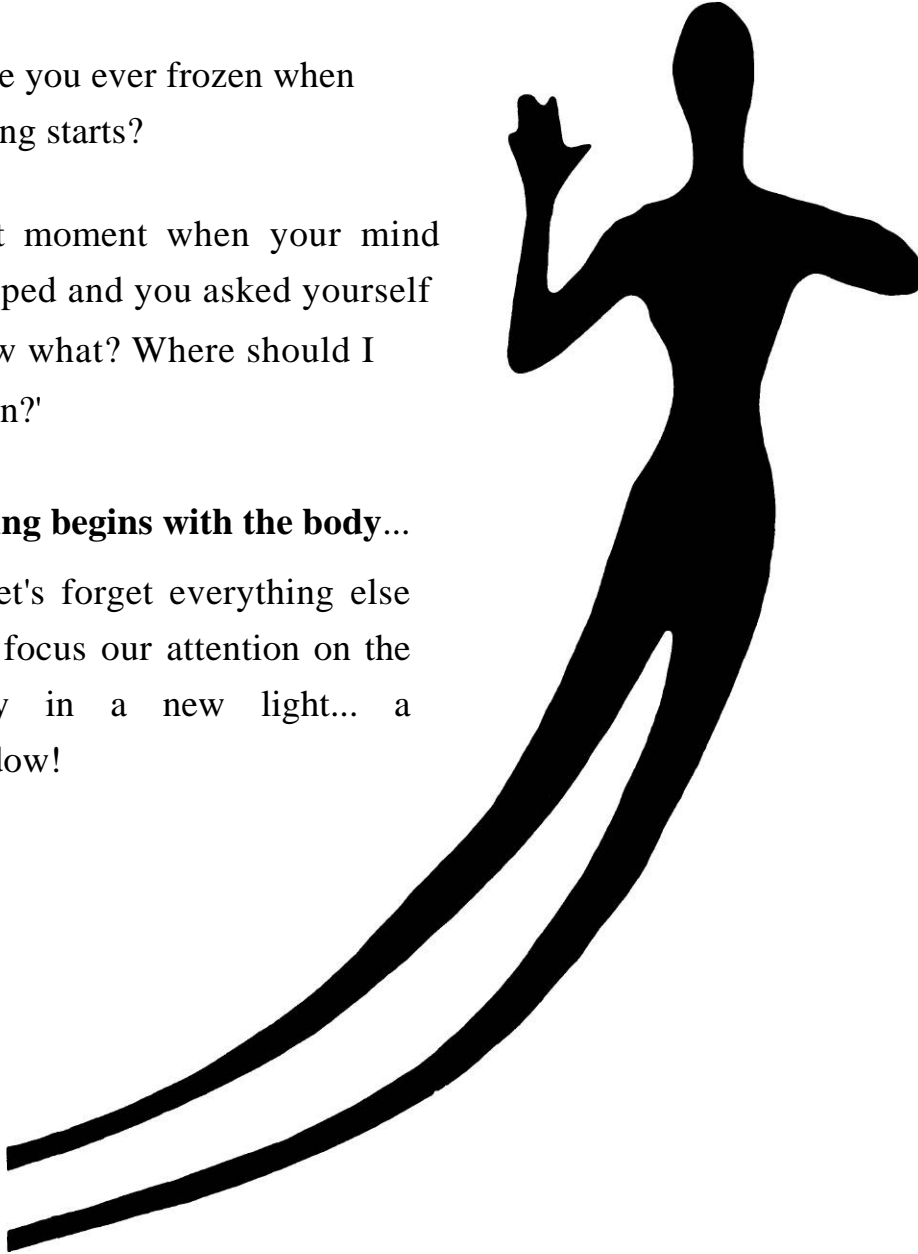 e you ever frozen when
ng starts?
t moment when your mind
ped and you asked yourself
w what? Where should I
n?'
ng begins with the body...
et's forget everything else
focus our attention on the
y in a new light... a
low!